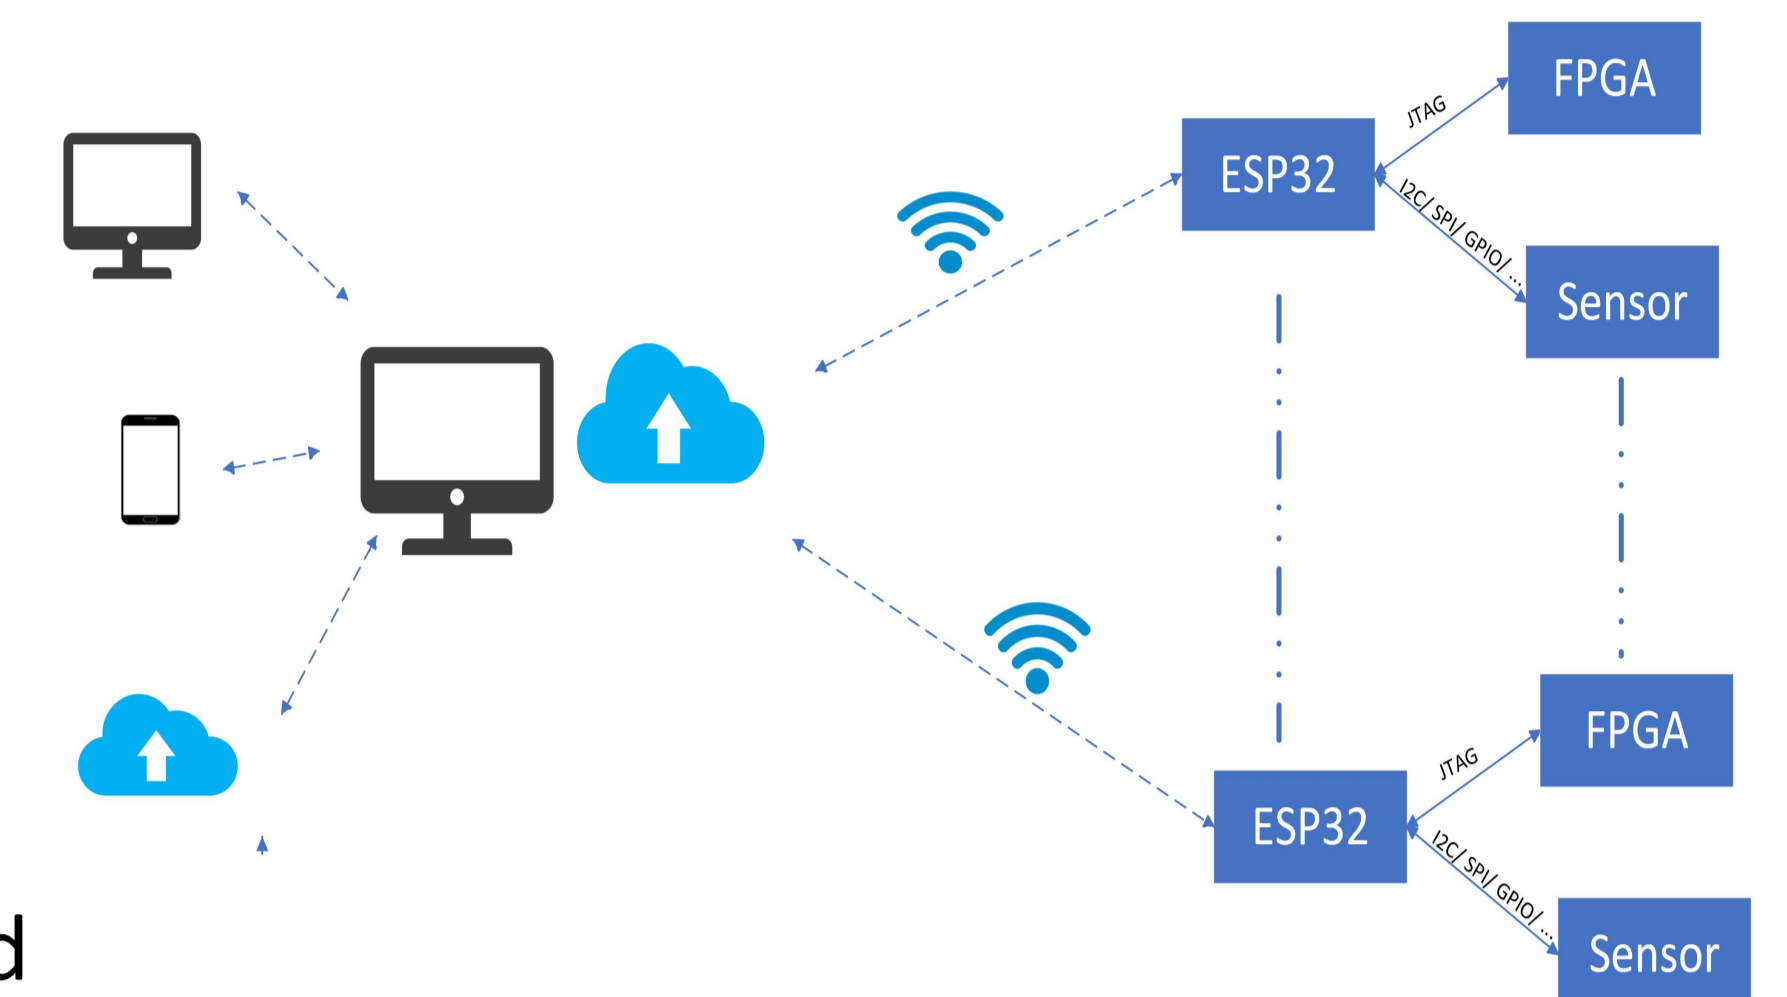 FPGA
JTAG
ESP32
I2C/ SPI/ GPIO/ ...
Sensor
FPGA
JTAG
ESP32
I2C/ SPI/ GPIO/ ...
Sensor
d